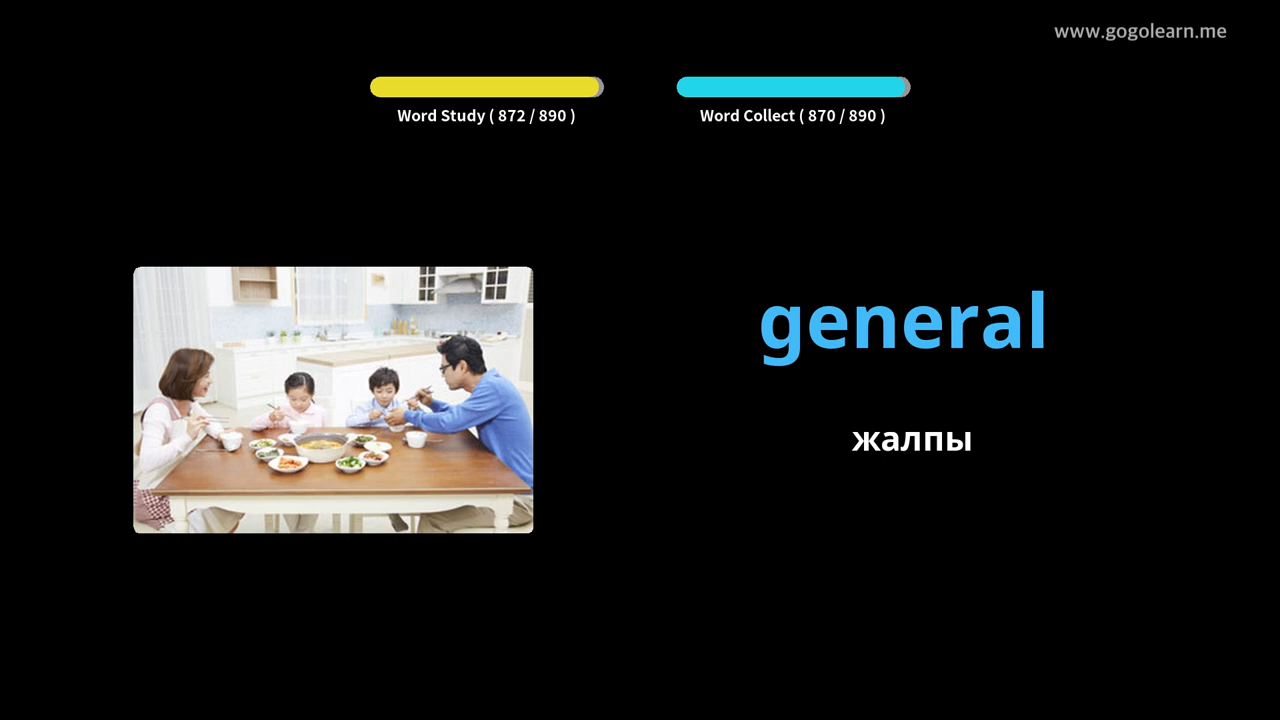 www.gogolearn.me
Word Study ( 872 / 890 )
Word Collect ( 870 / 890 )
general
жалпы